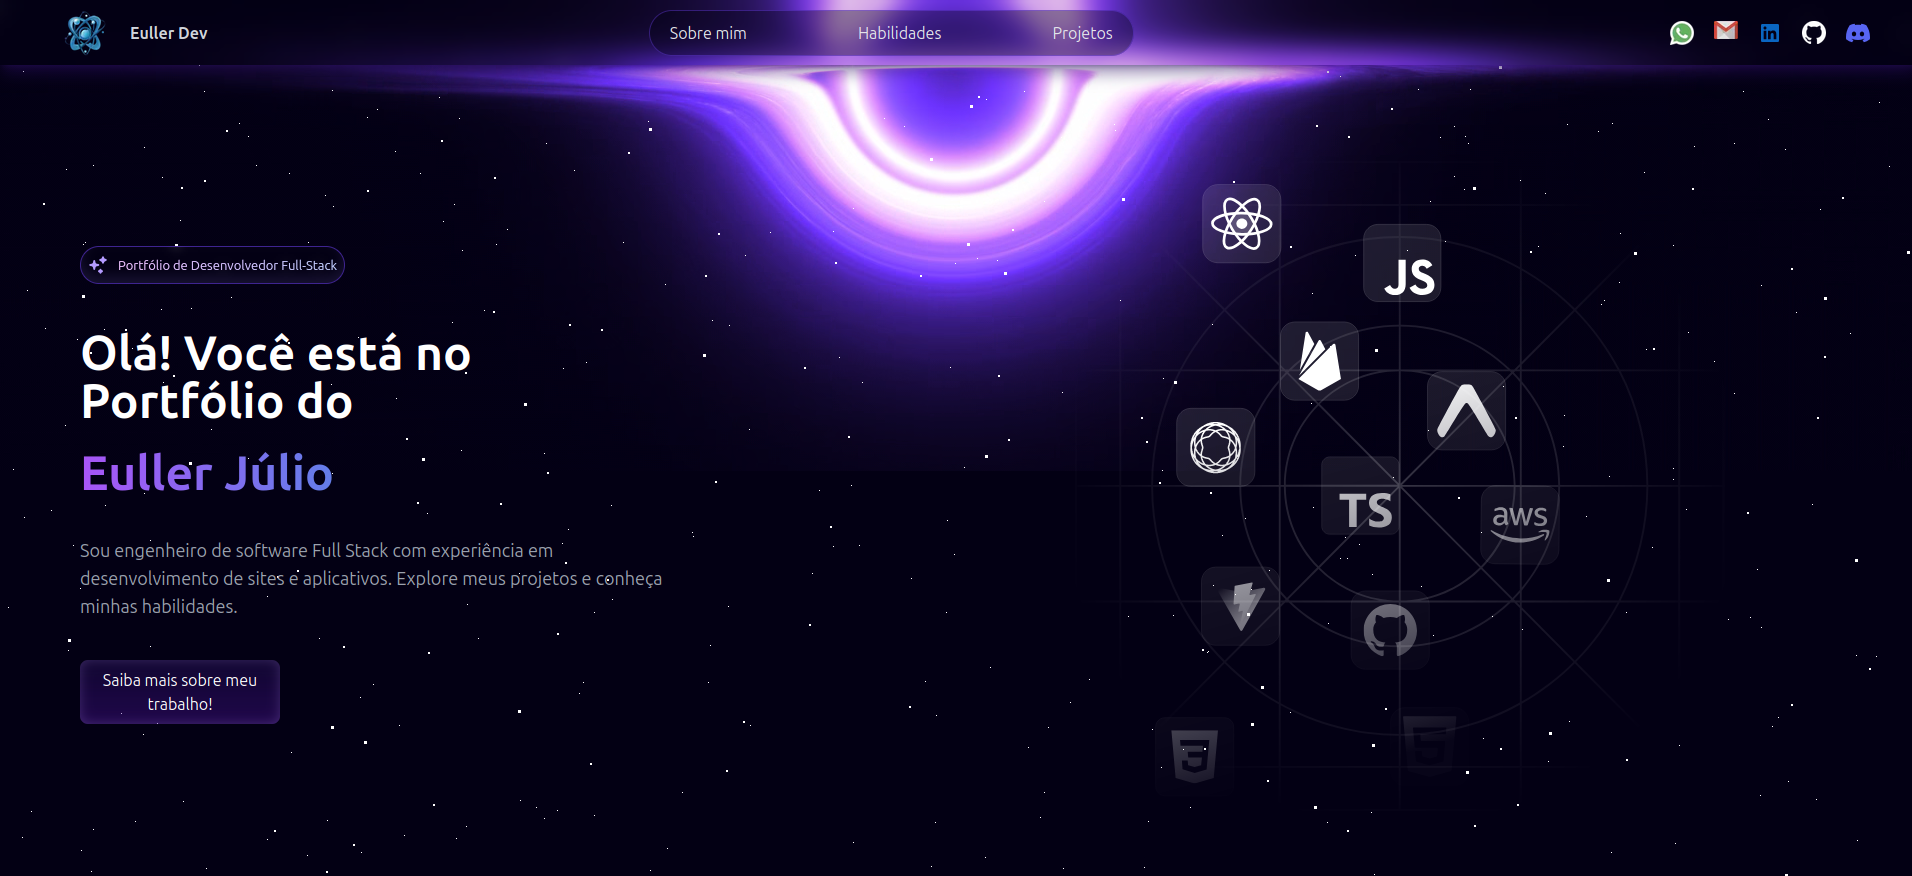 Euller Dev
Sobre mim
Habilidades
Projetos
Portfólio de Desenvolvedor Full-Stack
Olá! Você está no
Portfólio do
Euller Júlio
Sou engenheiro de software Full Stack com experiência em
desenvolvimento de sites e aplicativos. Explore meus projetos e conheça
minhas habilidades.
Saiba mais sobre meu
trabalho!
JS
TS
aws
3
5